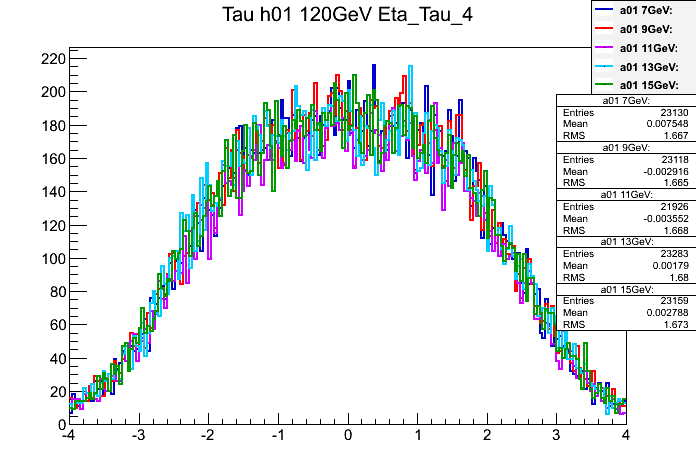 Tau h01 120GeV Eta_Tau_4
a01 7GeV:
a01 9GeV:
a01 11GeV:
a01 13GeV:
a01 15GeV:
a01 7GeV:
Entries 23130
Mean 0.007548
RMS 1.667
a01 9GeV:
Entries 23118
Mean -0.002916
RMS 1.665
a01 11GeV:
Entries 21926
Mean -0.003552
RMS 1.668
a01 13GeV:
Entries 23283
Mean 0.00179
RMS 1.68
a01 15GeV:
Entries 23159
Mean 0.002788
RMS 1.673
220
200
180
160
140
120
100
80
60
40
20
0
-4 -3 -2 -1 0 1 2 3 4